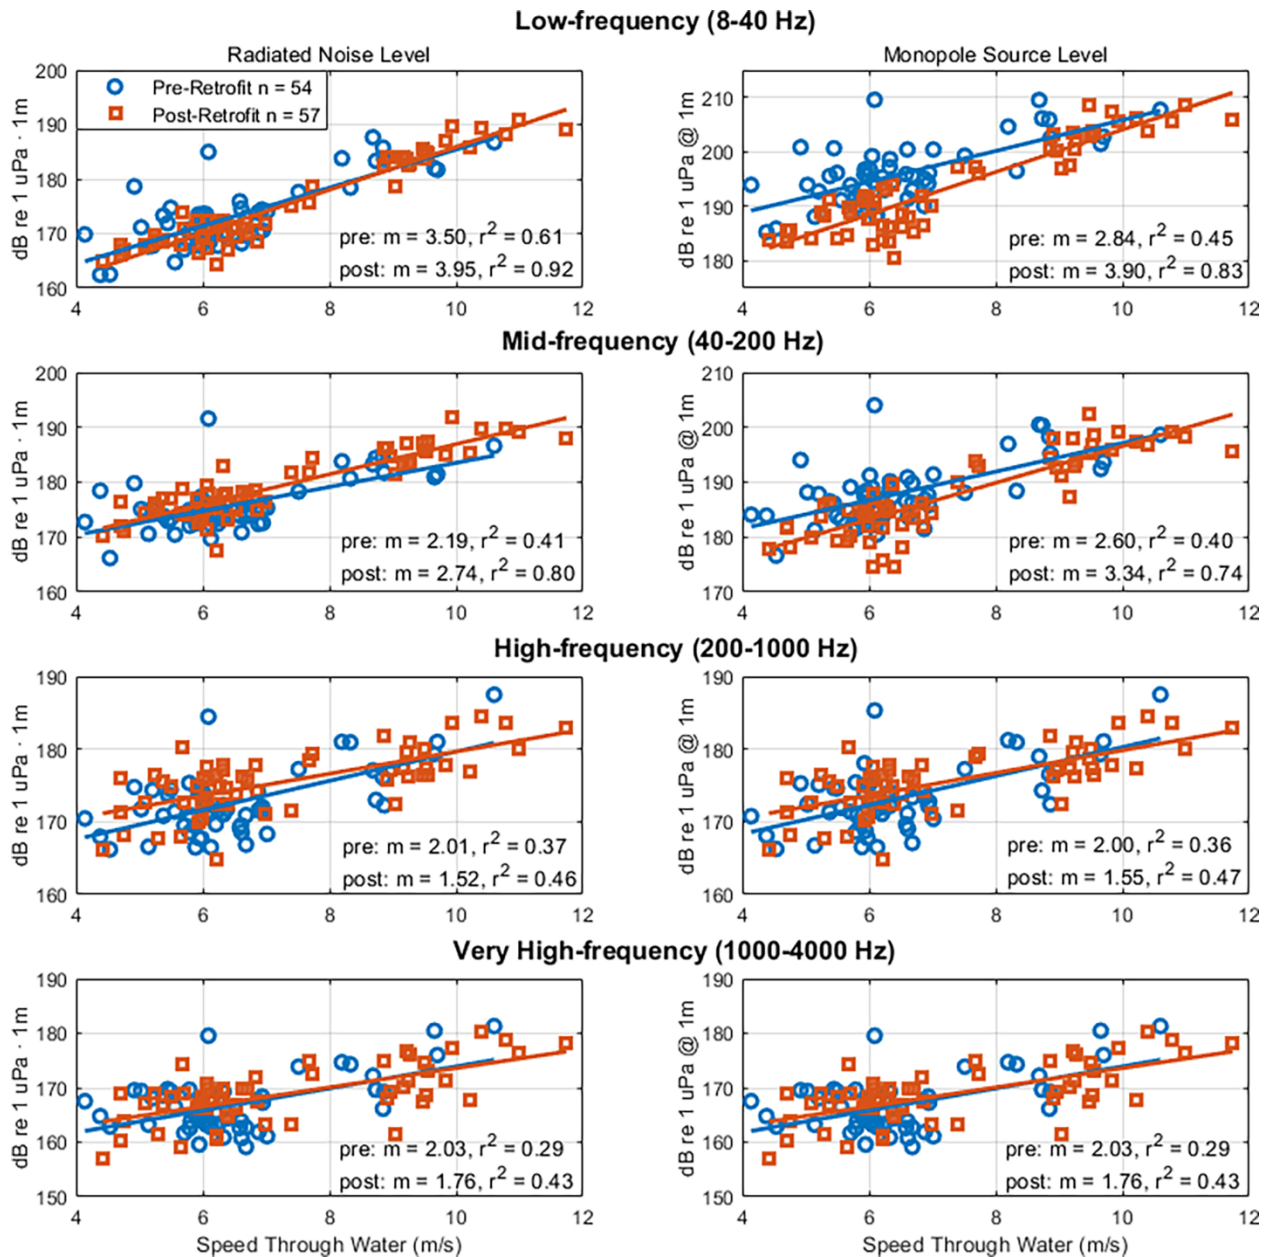 Low-frequency (8-40 Hz)
Radiated Noise Level
Monopole Source Level
dB re 1 uPa · 1m
200
190
180
170
160
Pre-Retrofit n = 54
Post-Retrofit n = 57
pre: m = 3.50, r² = 0.61
post: m = 3.95, r² = 0.92
4 6 8 10 12
dB re 1 uPa @ 1m
210
200
190
180
pre: m = 2.84, r² = 0.45
post: m = 3.90, r² = 0.83
4 6 8 10 12
Mid-frequency (40-200 Hz)
dB re 1 uPa · 1m
200
190
180
170
160
pre: m = 2.19, r² = 0.41
post: m = 2.74, r² = 0.80
4 6 8 10 12
dB re 1 uPa @ 1m
210
200
190
180
170
pre: m = 2.60, r² = 0.40
post: m = 3.34, r² = 0.74
4 6 8 10 12
High-frequency (200-1000 Hz)
dB re 1 uPa · 1m
190
180
170
160
pre: m = 2.01, r² = 0.37
post: m = 1.52, r² = 0.46
4 6 8 10 12
dB re 1 uPa @ 1m
190
180
170
160
pre: m = 2.00, r² = 0.36
post: m = 1.55, r² = 0.47
4 6 8 10 12
Very High-frequency (1000-4000 Hz)
dB re 1 uPa · 1m
190
180
170
160
150
pre: m = 2.03, r² = 0.29
post: m = 1.76, r² = 0.43
4 6 8 10 12
Speed Through Water (m/s)
dB re 1 uPa @ 1m
190
180
170
160
150
pre: m = 2.03, r² = 0.29
post: m = 1.76, r² = 0.43
4 6 8 10 12
Speed Through Water (m/s)